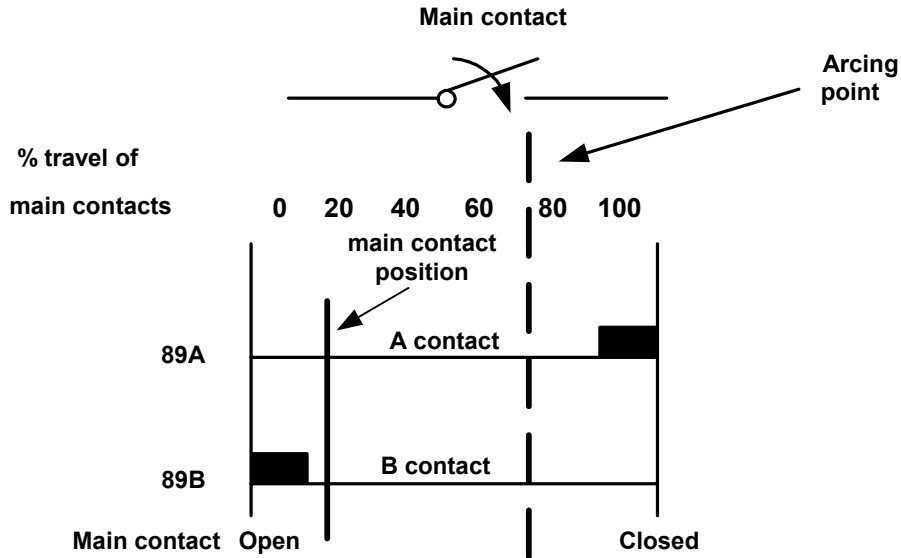 Main contact
Arcing
point
% travel of
main contacts
0 20 40 60 80 100
main contact
position
89A
A contact
89B
B contact
Main contact Open
Closed